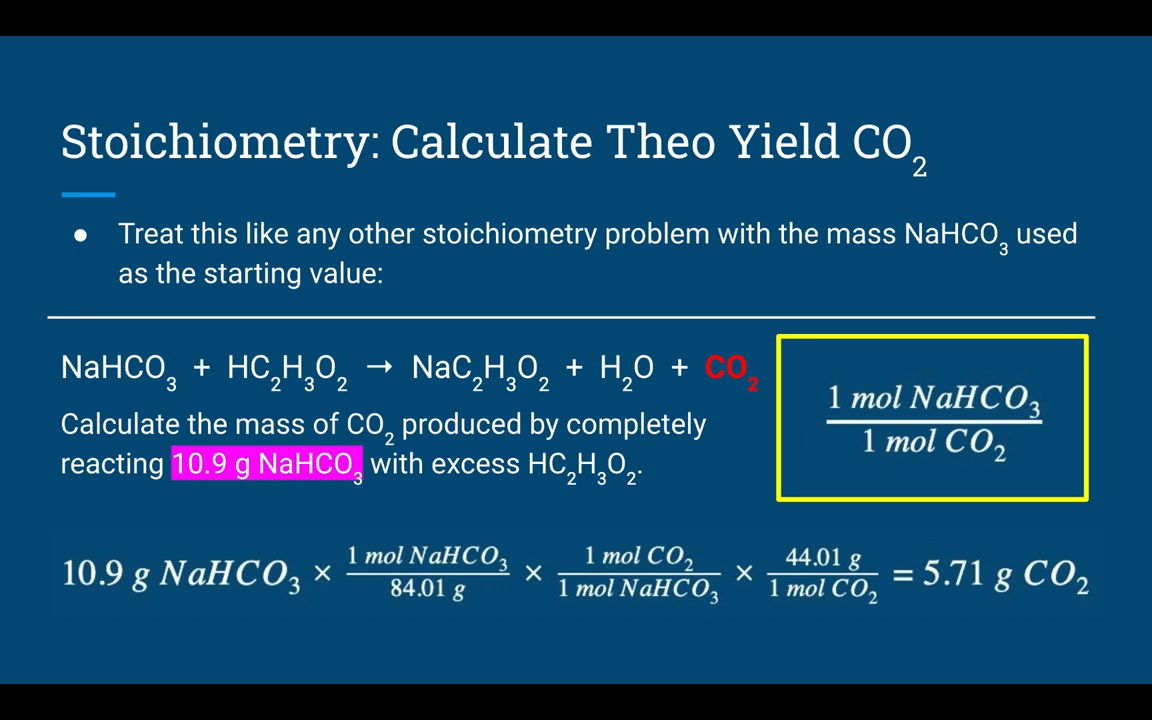 Stoichiometry: Calculate Theo Yield CO₂
● Treat this like any other stoichiometry problem with the mass NaHCO₃ used
as the starting value:
NaHCO₃ + HC₂H₃O₂ → NaC₂H₃O₂ + H₂O + CO₂
Calculate the mass of CO₂ produced by completely
reacting 10.9 g NaHCO₃ with excess HC₂H₃O₂.
1 mol NaHCO₃
1 mol CO₂
10.9 g NaHCO₃ × 1 mol NaHCO₃ / 84.01 g × 1 mol CO₂ / 1 mol NaHCO₃ × 44.01 g / 1 mol CO₂ = 5.71 g CO₂